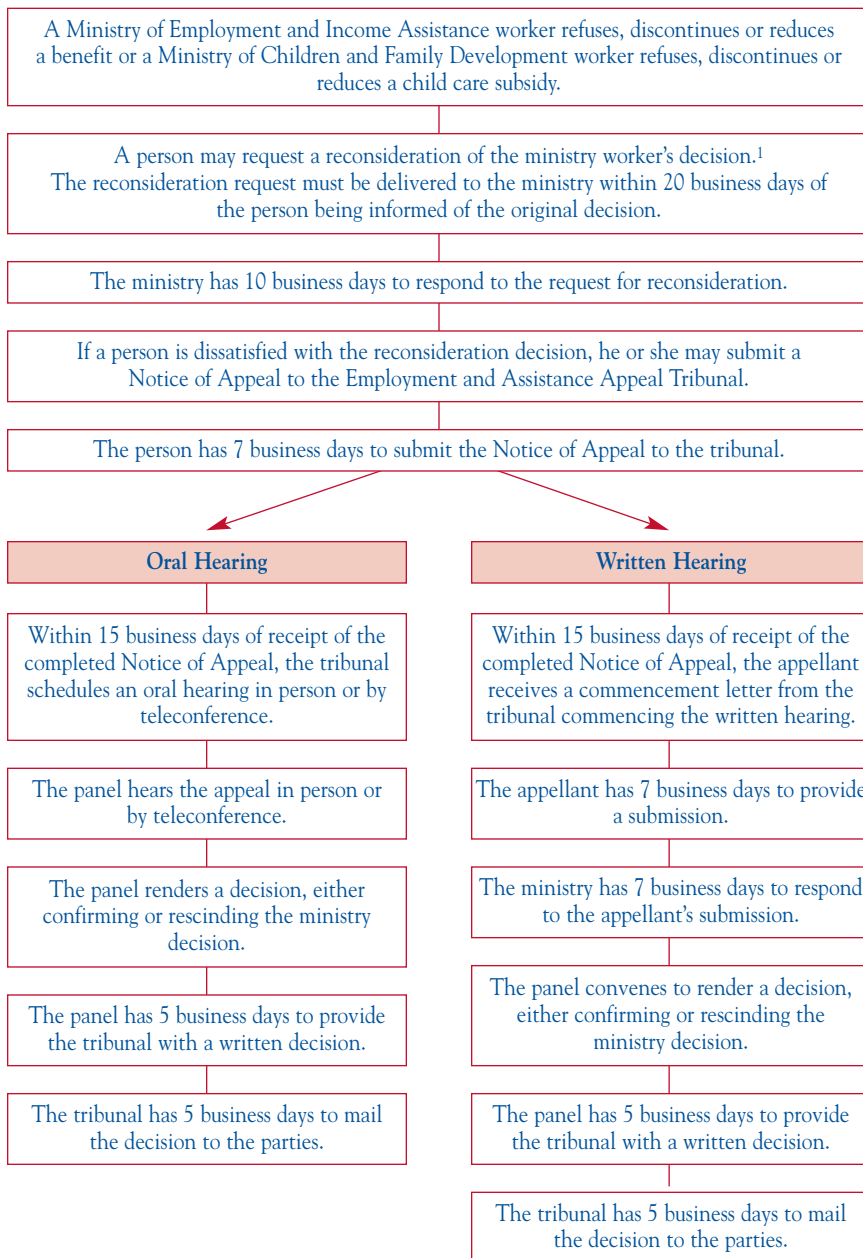 A Ministry of Employment and Income Assistance worker refuses, discontinues or reduces
a benefit or a Ministry of Children and Family Development worker refuses, discontinues or
reduces a child care subsidy.
A person may request a reconsideration of the ministry worker's decision.¹
The reconsideration request must be delivered to the ministry within 20 business days of
the person being informed of the original decision.
The ministry has 10 business days to respond to the request for reconsideration.
If a person is dissatisfied with the reconsideration decision, he or she may submit a
Notice of Appeal to the Employment and Assistance Appeal Tribunal.
The person has 7 business days to submit the Notice of Appeal to the tribunal.
Oral Hearing
Within 15 business days of receipt of the
completed Notice of Appeal, the tribunal
schedules an oral hearing in person or by
teleconference.
The panel hears the appeal in person or
by teleconference.
The panel renders a decision, either
confirming or rescinding the ministry
decision.
The panel has 5 business days to provide
the tribunal with a written decision.
The tribunal has 5 business days to mail
the decision to the parties.
Written Hearing
Within 15 business days of receipt of the
completed Notice of Appeal, the appellant
receives a commencement letter from the
tribunal commencing the written hearing.
The appellant has 7 business days to provide
a submission.
The ministry has 7 business days to respond
to the appellant's submission.
The panel convenes to render a decision,
either confirming or rescinding the
ministry decision.
The panel has 5 business days to provide
the tribunal with a written decision.
The tribunal has 5 business days to mail
the decision to the parties.